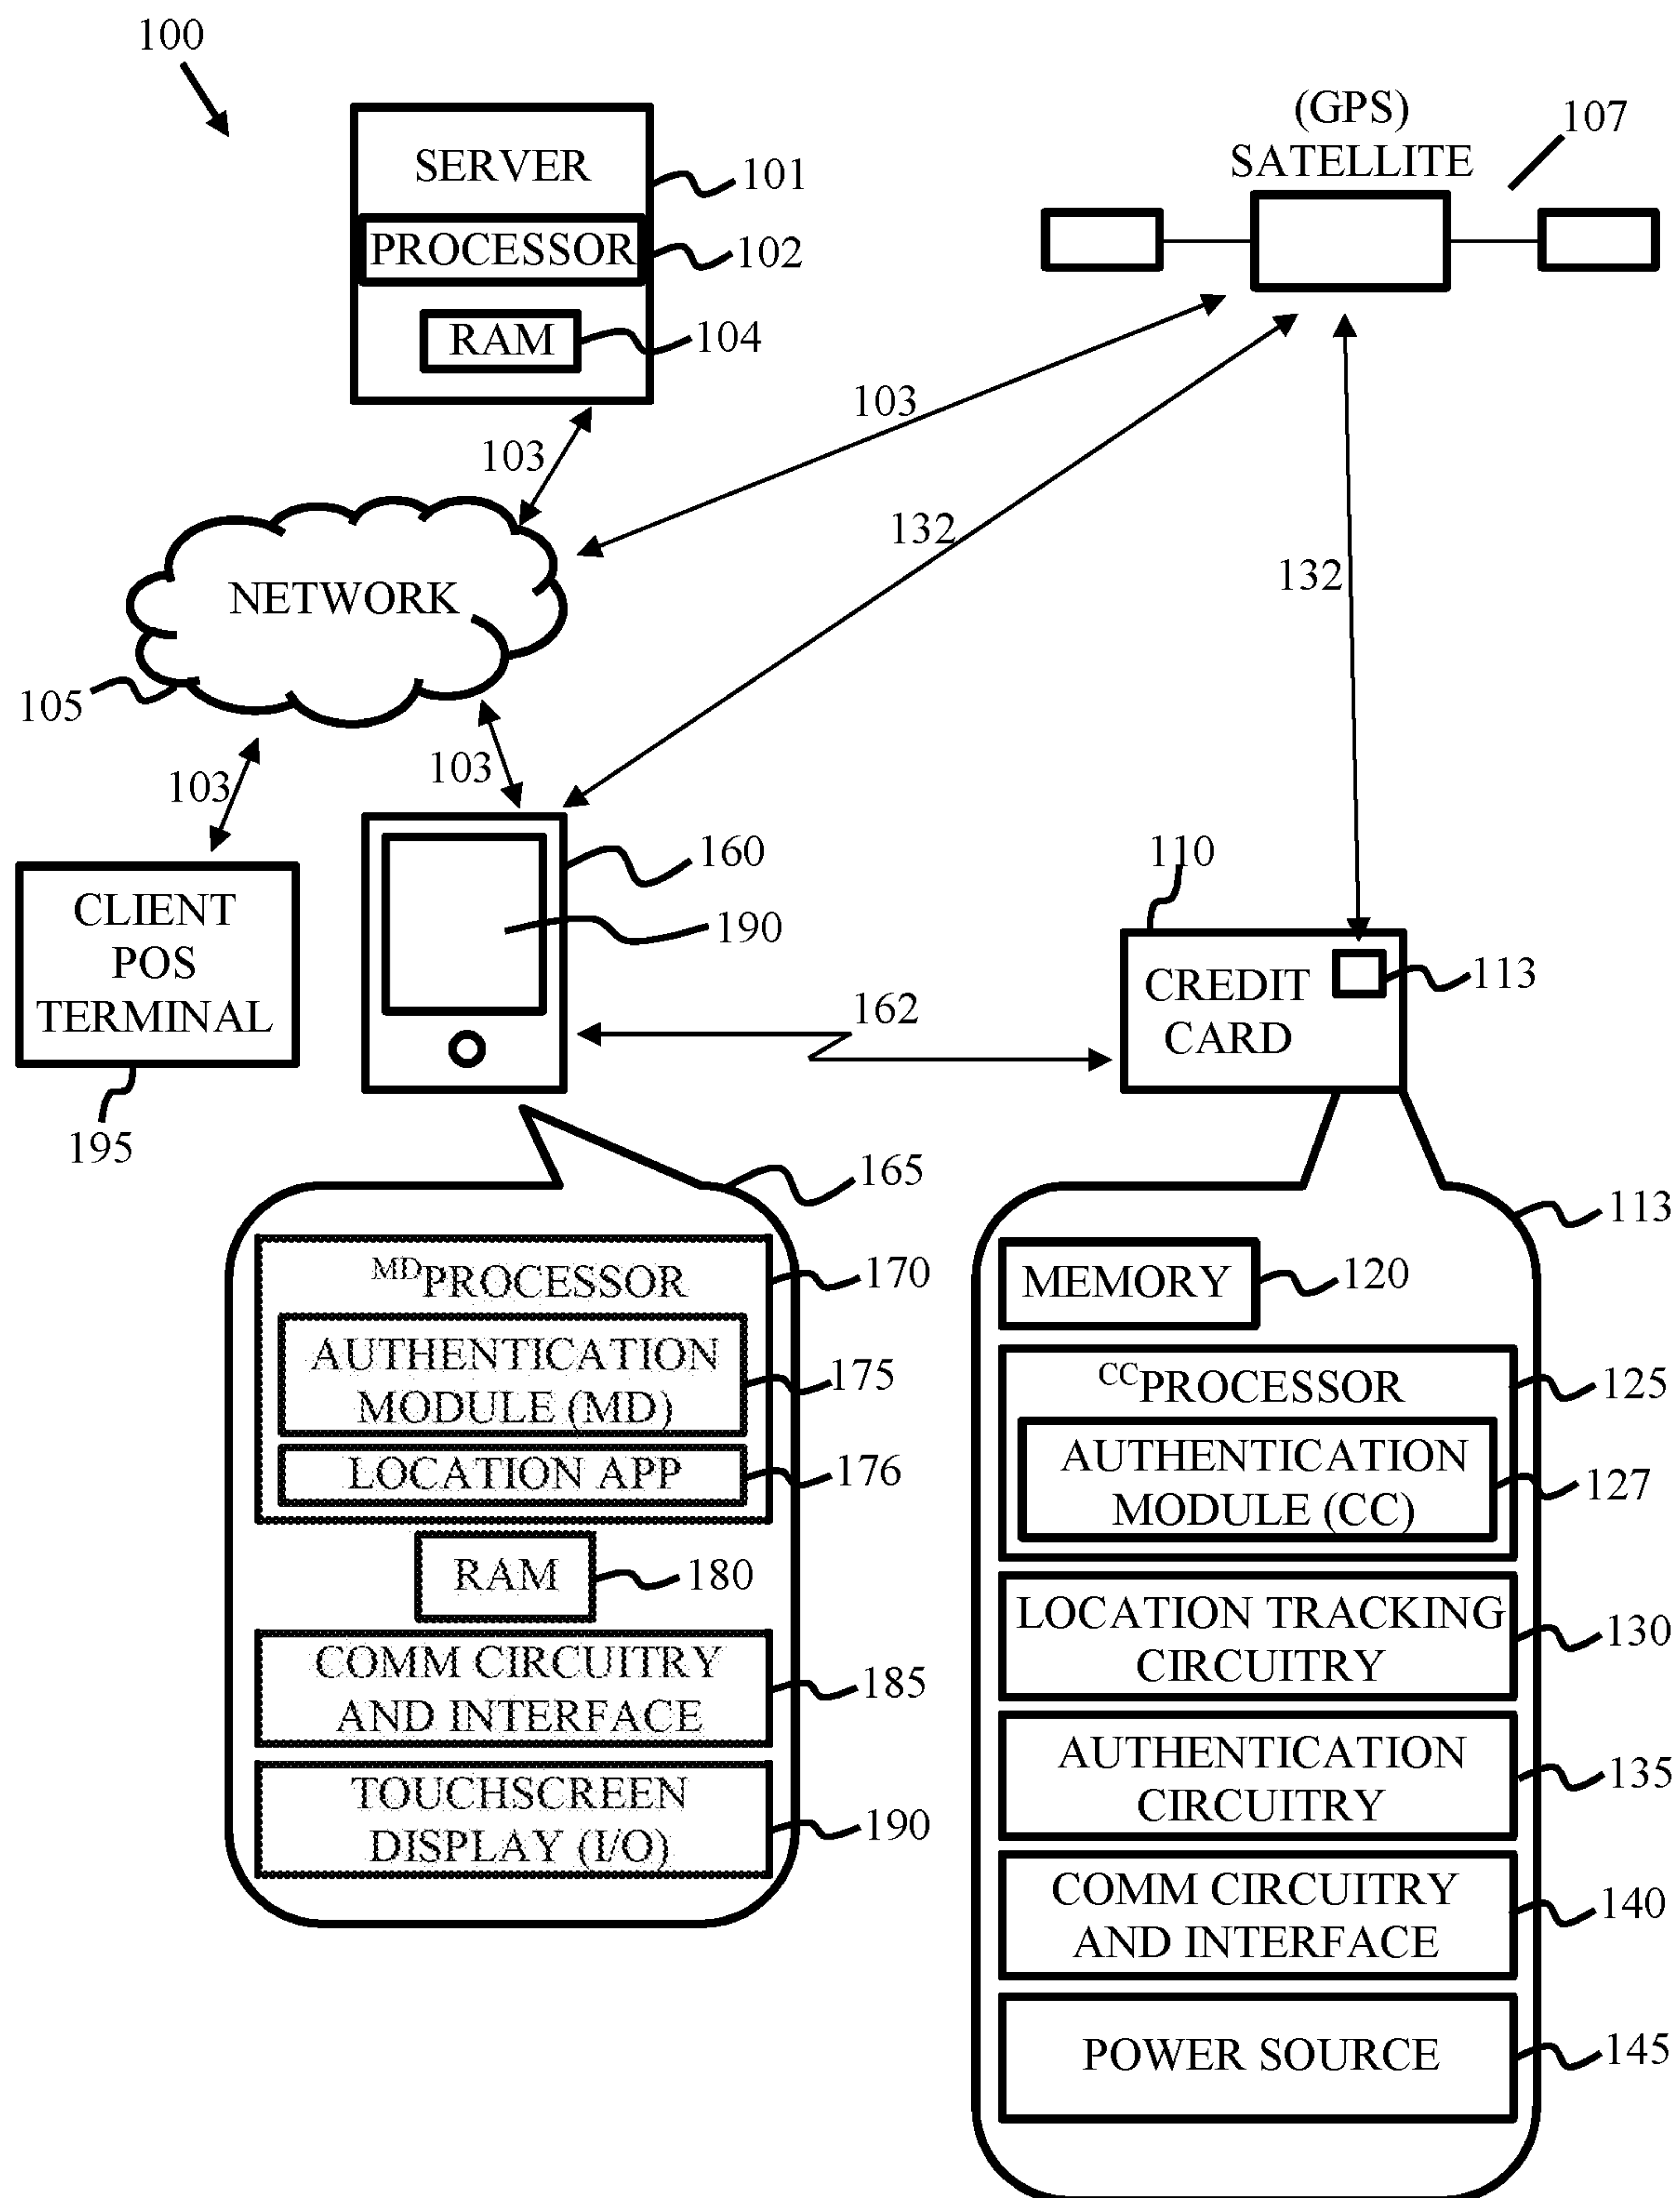 100
SERVER
101
PROCESSOR
102
RAM
104
(GPS)
SATELLITE
107
103
103
132
132
NETWORK
105
103
103
CLIENT
POS
TERMINAL
195
160
190
162
110
CREDIT
CARD
113
165
MDPROCESSOR
170
AUTHENTICATION
MODULE (MD)
175
LOCATION APP
176
RAM
180
COMM CIRCUITRY
AND INTERFACE
185
TOUCHSCREEN
DISPLAY (I/O)
190
113
MEMORY
120
CCPROCESSOR
125
AUTHENTICATION
MODULE (CC)
127
LOCATION TRACKING
CIRCUITRY
130
AUTHENTICATION
CIRCUITRY
135
COMM CIRCUITRY
AND INTERFACE
140
POWER SOURCE
145